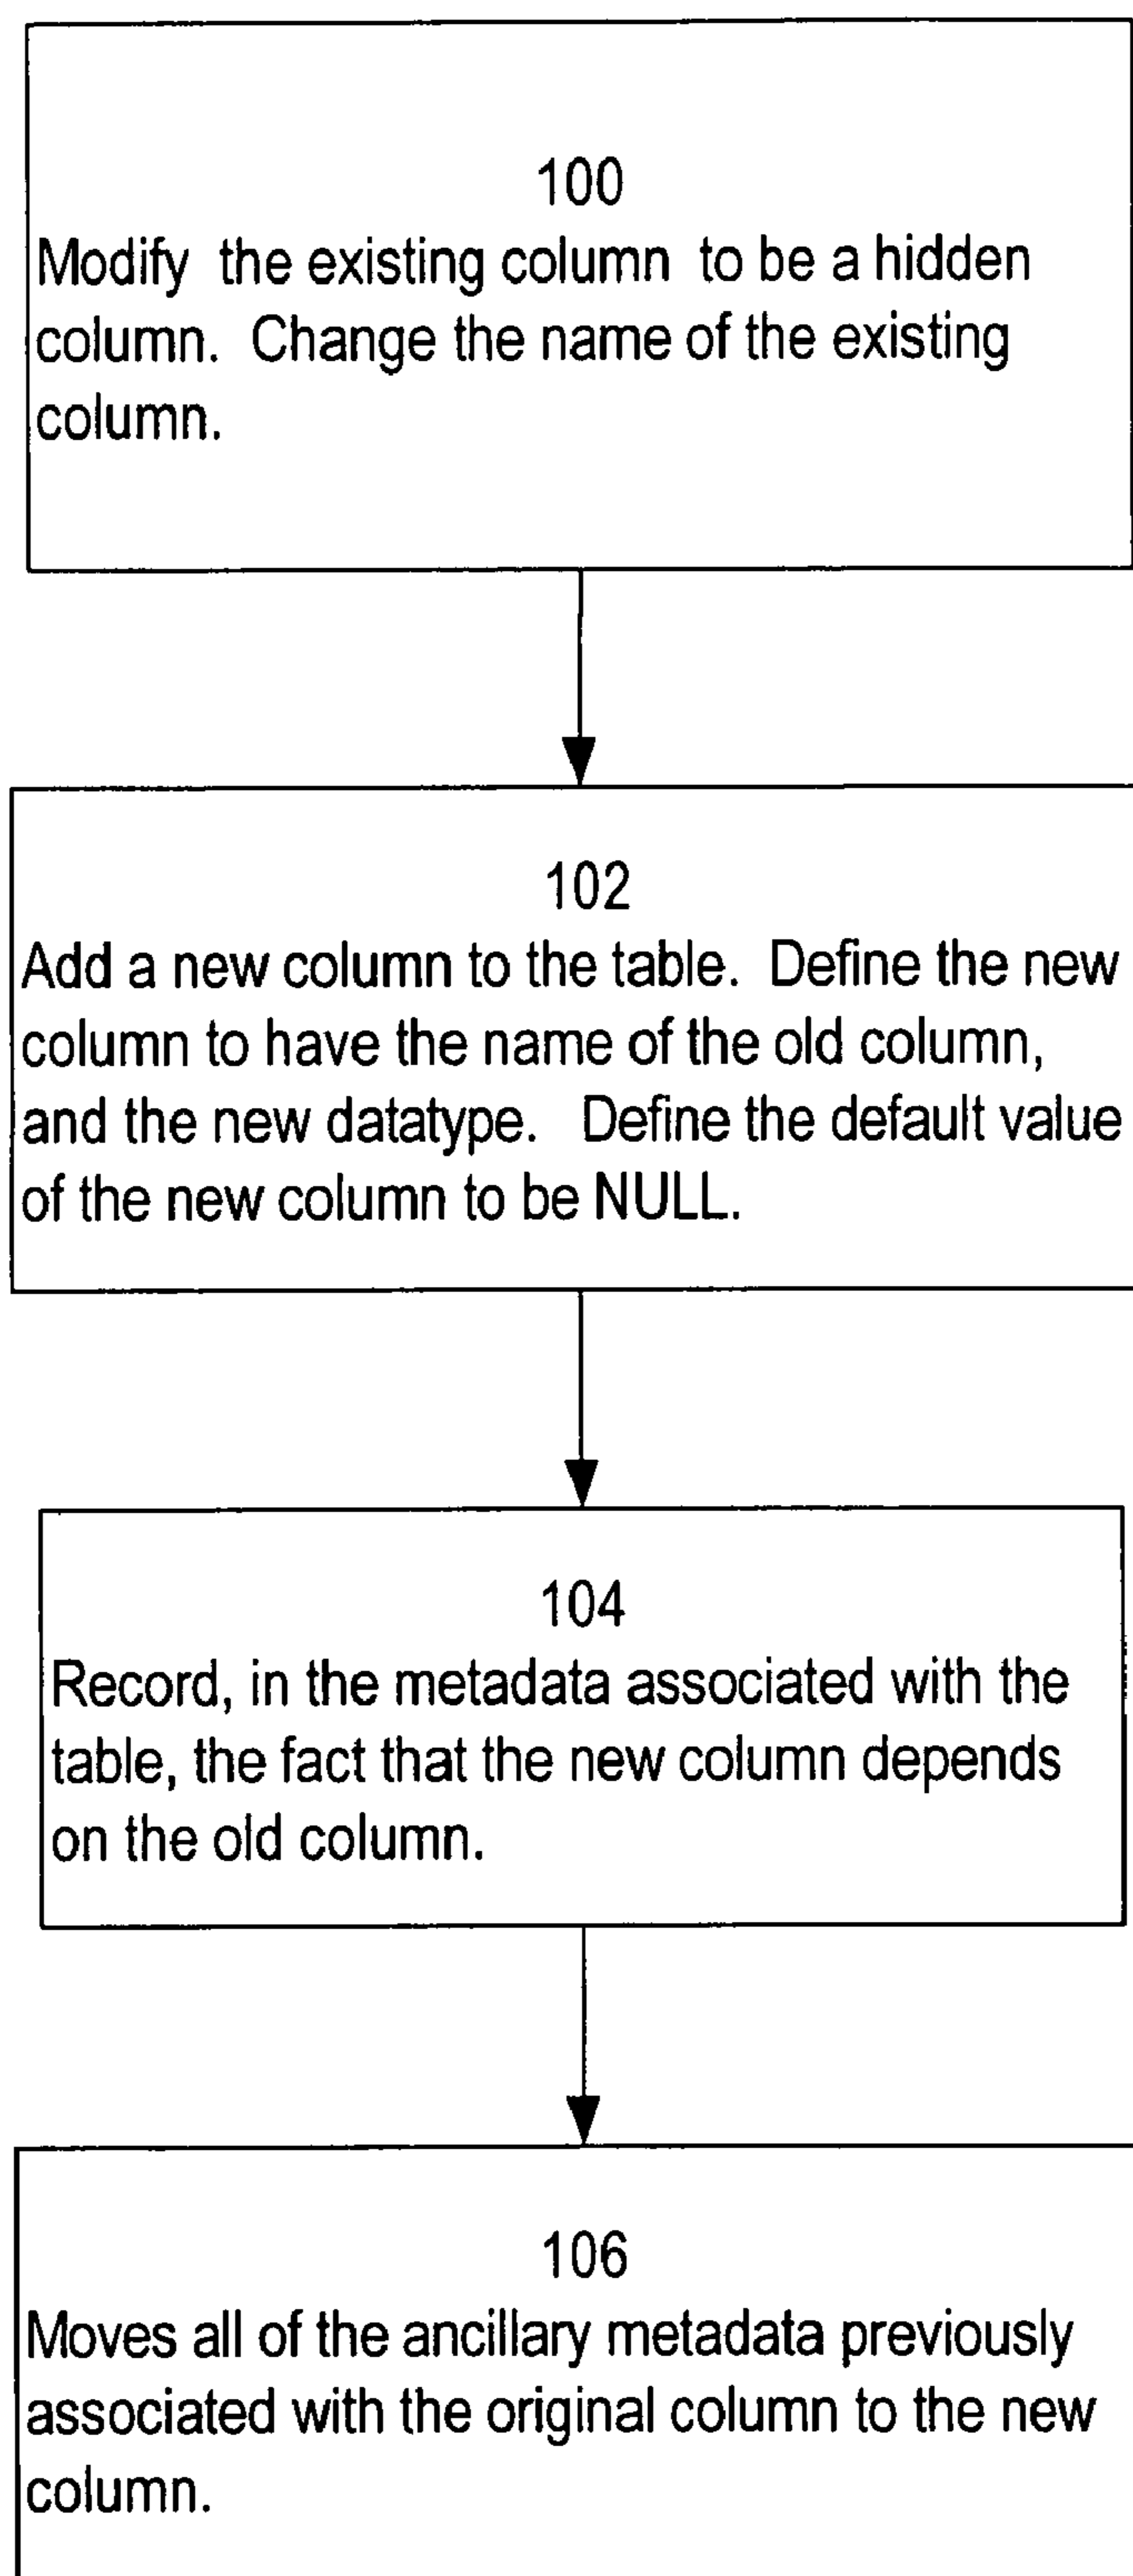 100
Modify the existing column to be a hidden
column. Change the name of the existing
column.
102
Add a new column to the table. Define the new
column to have the name of the old column,
and the new datatype. Define the default value
of the new column to be NULL.
104
Record, in the metadata associated with the
table, the fact that the new column depends
on the old column.
106
Moves all of the ancillary metadata previously
associated with the original column to the new
column.